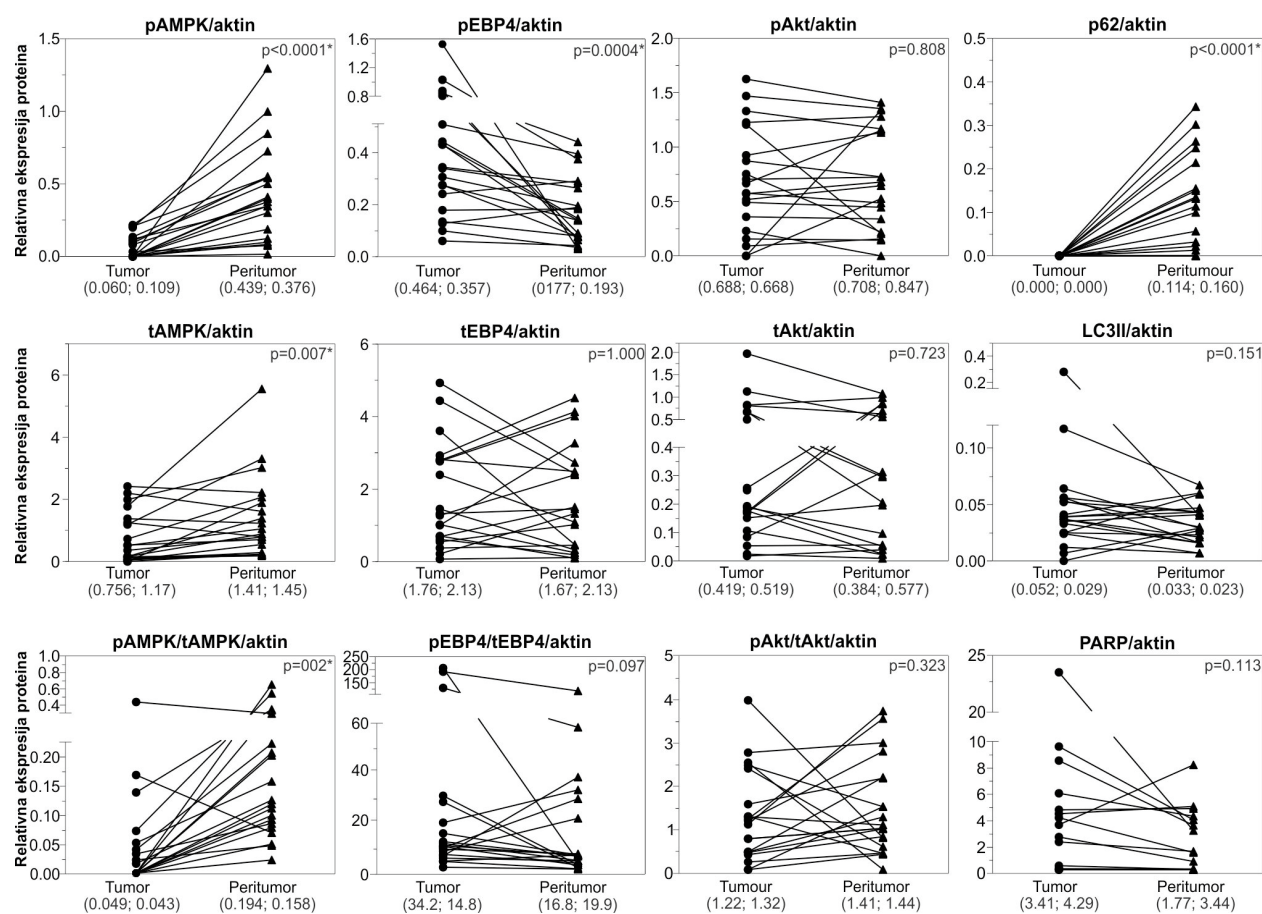 pAMPK/aktin pEBP4/aktin pAkt/aktin p62/aktin
Relativna ekspresija proteina
p<0.0001* p=0.0004* p=0.808 p<0.0001*
1.5 1.6 2.0 0.5
1.4
1.2
1.0
0.8
1.0 1.5 0.4
0.3
0.5 0.4 1.0 0.2
0.2 0.5 0.1
0.0 0.0 0.0 0.0
Tumor Peritumor Tumor Peritumor Tumor Peritumor Tumour Peritumour
(0.060; 0.109) (0.439; 0.376) (0.464; 0.357) (0177; 0.193) (0.688; 0.668) (0.708; 0.847) (0.000; 0.000) (0.114; 0.160)
tAMPK/aktin tEBP4/aktin tAkt/aktin LC3II/aktin
Relativna ekspresija proteina
p=0.007* p=1.000 p=0.723 p=0.151
6 6 2.0 0.4
1.5 0.2
1.0
0.5
4 4 0.4 0.10
0.3
2 2 0.2 0.05
0.1
0 0 0.0 0.00
Tumor Peritumor Tumor Peritumor Tumor Peritumor Tumor Peritumor
(0.756; 1.17) (1.41; 1.45) (1.76; 2.13) (1.67; 2.13) (0.419; 0.519) (0.384; 0.577) (0.052; 0.029) (0.033; 0.023)
pAMPK/tAMPK/aktin pEBP4/tEBP4/aktin pAkt/tAkt/aktin PARP/aktin
Relativna ekspresija proteina
p=002* p=0.097 p=0.323 p=0.113
1.0 250 5 25
0.8 200
0.6 150
0.4 4 20
0.20 60 3 10
0.15 40 8
0.10 20 2 6
0.05 1 4
2
0.00 0 0 0
Tumor Peritumor Tumor Peritumor Tumour Peritumor Tumor Peritumor
(0.049; 0.043) (0.194; 0.158) (34.2; 14.8) (16.8; 19.9) (1.22; 1.32) (1.41; 1.44) (3.41; 4.29) (1.77; 3.44)